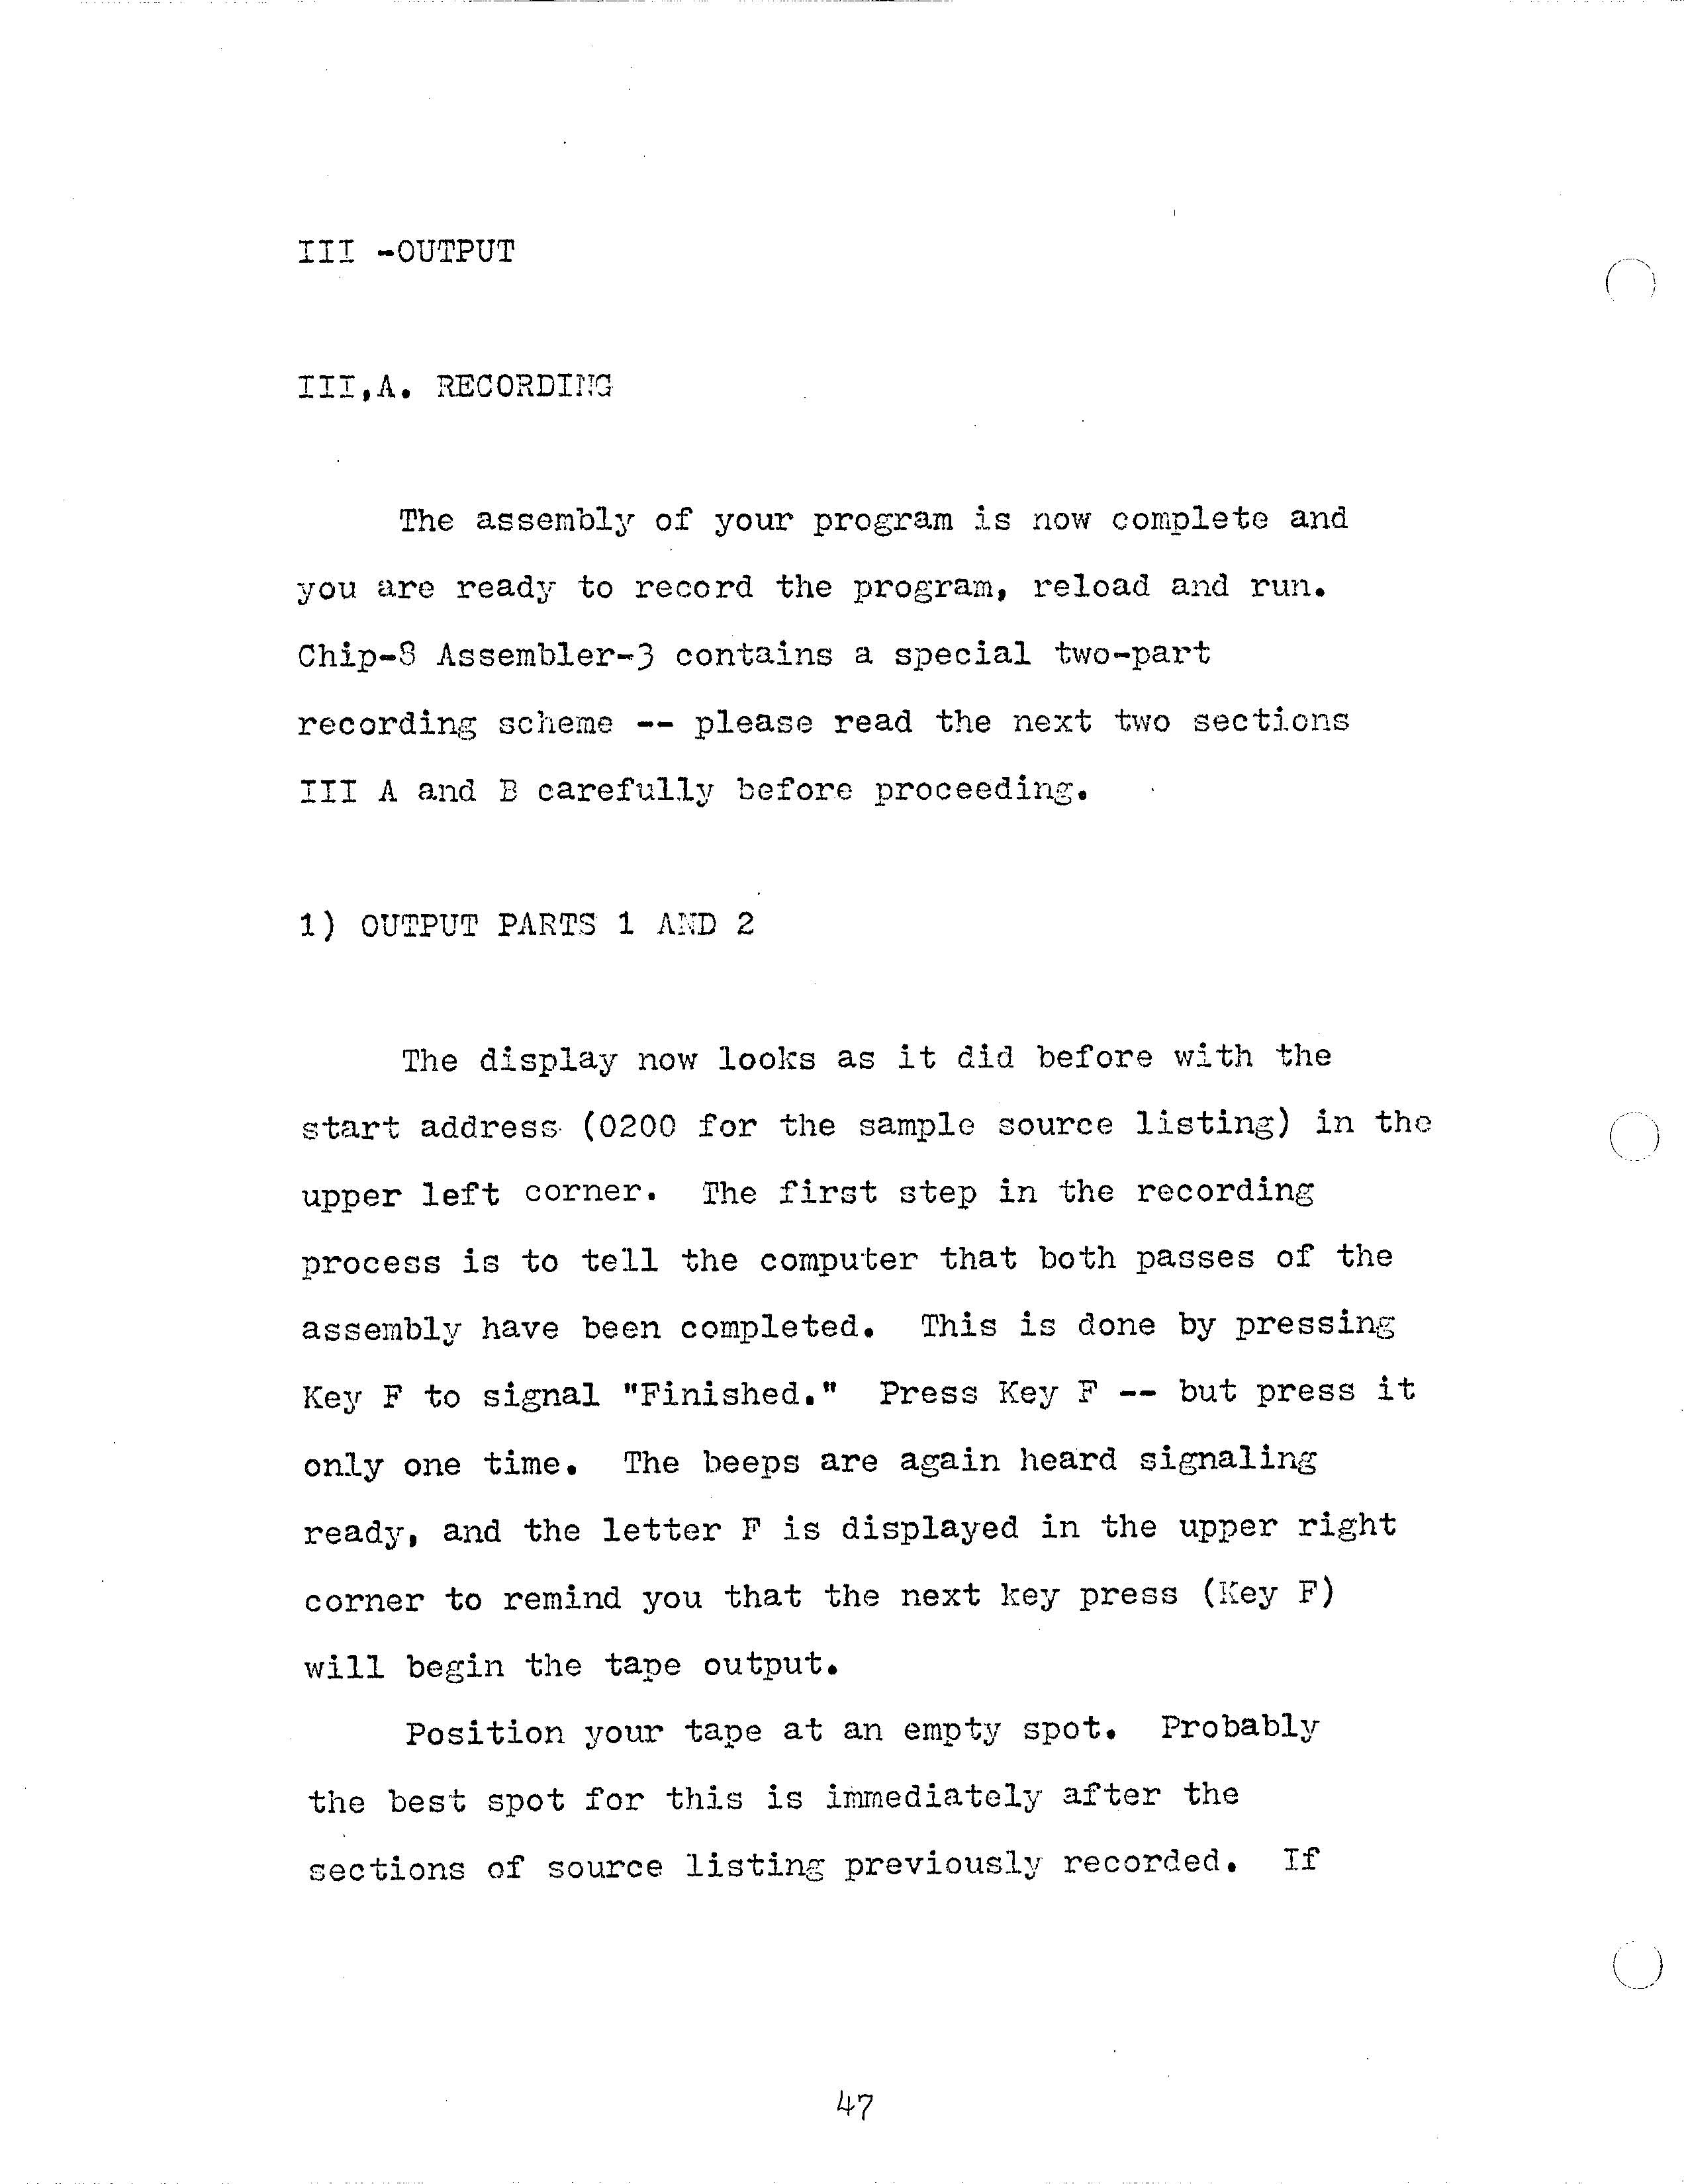 III -OUTPUT
III,A. RECORDING
The assembly of your program is now complete and
you are ready to record the program, reload and run.
Chip-8 Assembler-3 contains a special two-part
recording scheme -- please read the next two sections
III A and B carefully before proceeding.
1) OUTPUT PARTS 1 AND 2
The display now looks as it did before with the
start address (0200 for the sample source listing) in the
upper left corner. The first step in the recording
process is to tell the computer that both passes of the
assembly have been completed. This is done by pressing
Key F to signal "Finished." Press Key F -- but press it
only one time. The beeps are again heard signaling
ready, and the letter F is displayed in the upper right
corner to remind you that the next key press (Key F)
will begin the tape output.
Position your tape at an empty spot. Probably
the best spot for this is immediately after the
sections of source listing previously recorded. If
47